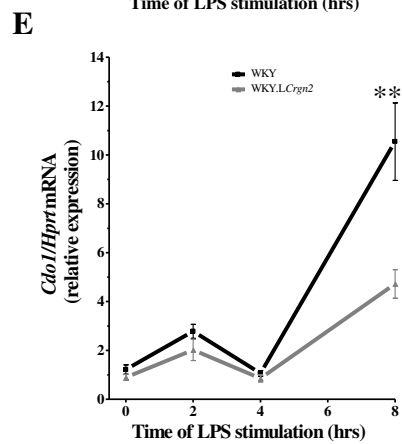 Time of LPS stimulation (hrs)
E
14
12
10
8
6
4
2
0
Cdo1/Hprt mRNA
(relative expression)
WKY
WKY.LCrgn2
**
0
2
4
6
8
Time of LPS stimulation (hrs)